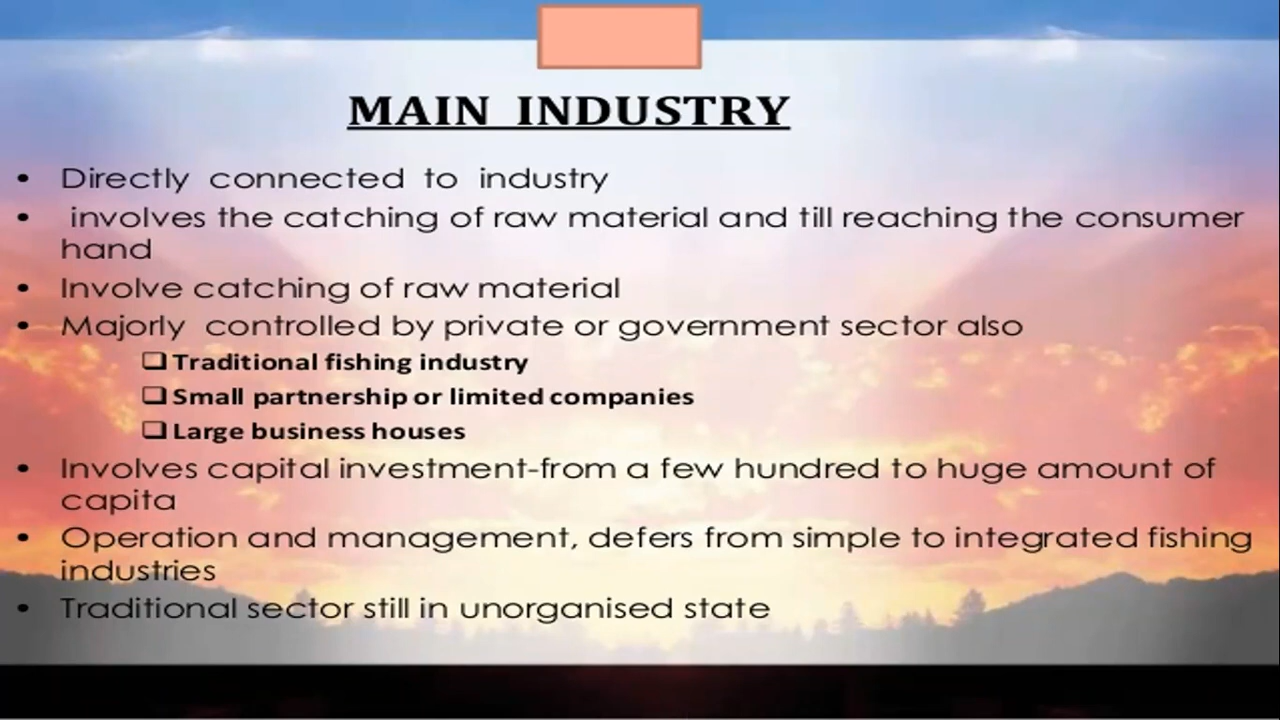 MAIN INDUSTRY
• Directly connected to industry
• involves the catching of raw material and till reaching the consumer
hand
• Involve catching of raw material
• Majorly controlled by private or government sector also
❑ Traditional fishing industry
❑ Small partnership or limited companies
❑ Large business houses
• Involves capital investment-from a few hundred to huge amount of
capita
• Operation and management, defers from simple to integrated fishing
industries
• Traditional sector still in unorganised state